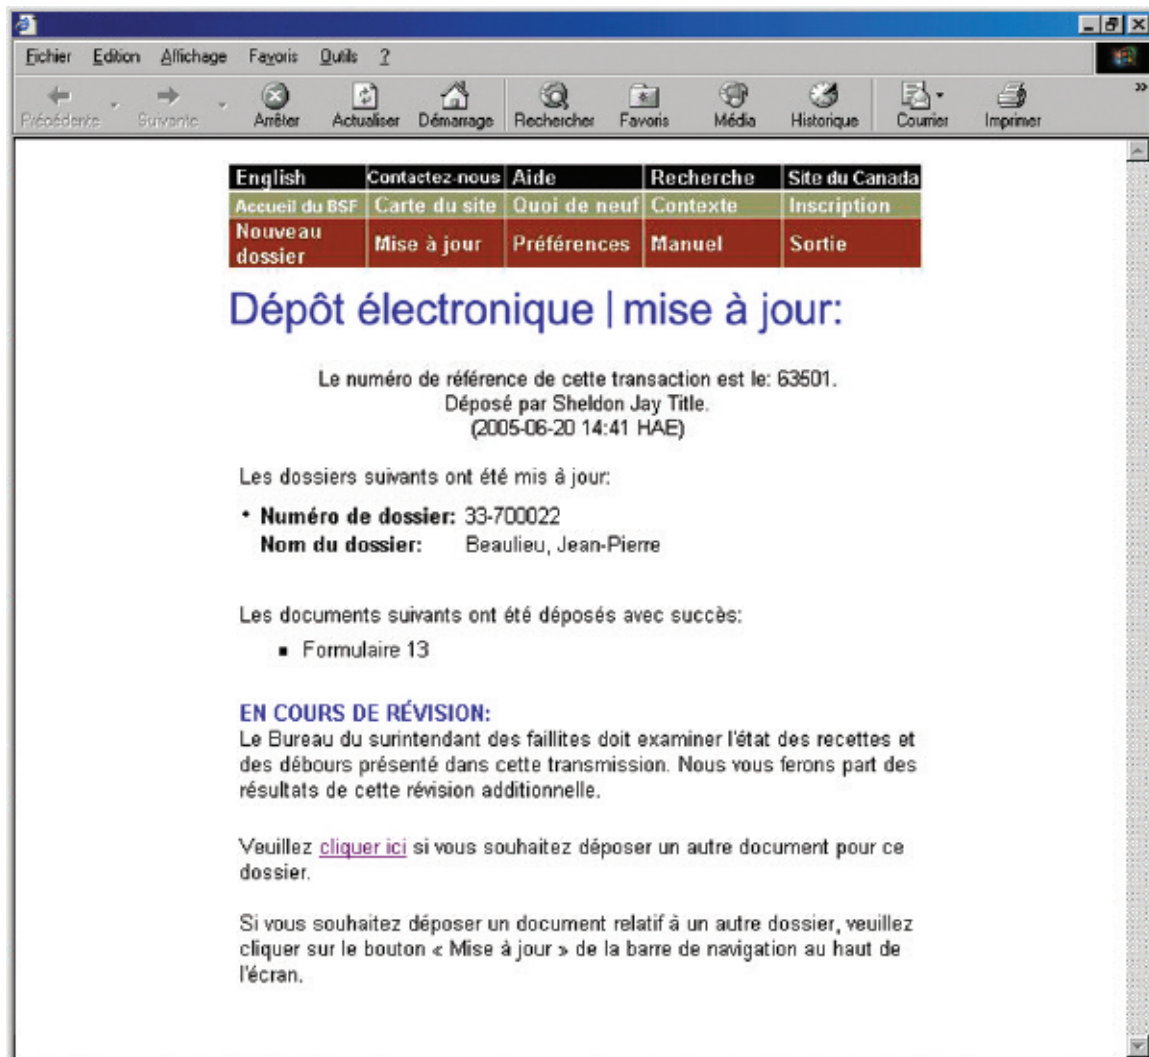 Fichier Edition Affichage Favoris Outils ?
Précédente Suivante Arrêter Actualiser Démarrage Rechercher Favoris Média Historique Courrier Imprimer »
English Contactez-nous Aide Recherche Site du Canada
Accueil du BSF Carte du site Quoi de neuf Contexte Inscription
Nouveau dossier Mise à jour Préférences Manuel Sortie
Dépôt électronique | mise à jour:
Le numéro de référence de cette transaction est le: 63501.
Déposé par Sheldon Jay Title.
(2005-06-20 14:41 HAE)
Les dossiers suivants ont été mis à jour:
• Numéro de dossier: 33-700022
Nom du dossier: Beaulieu, Jean-Pierre
Les documents suivants ont été déposés avec succès:
▪ Formulaire 13
EN COURS DE RÉVISION:
Le Bureau du surintendant des faillites doit examiner l'état des recettes et
des débours présenté dans cette transmission. Nous vous ferons part des
résultats de cette révision additionnelle.
Veuillez cliquer ici si vous souhaitez déposer un autre document pour ce
dossier.
Si vous souhaitez déposer un document relatif à un autre dossier, veuillez
cliquer sur le bouton « Mise à jour » de la barre de navigation au haut de
l'écran.